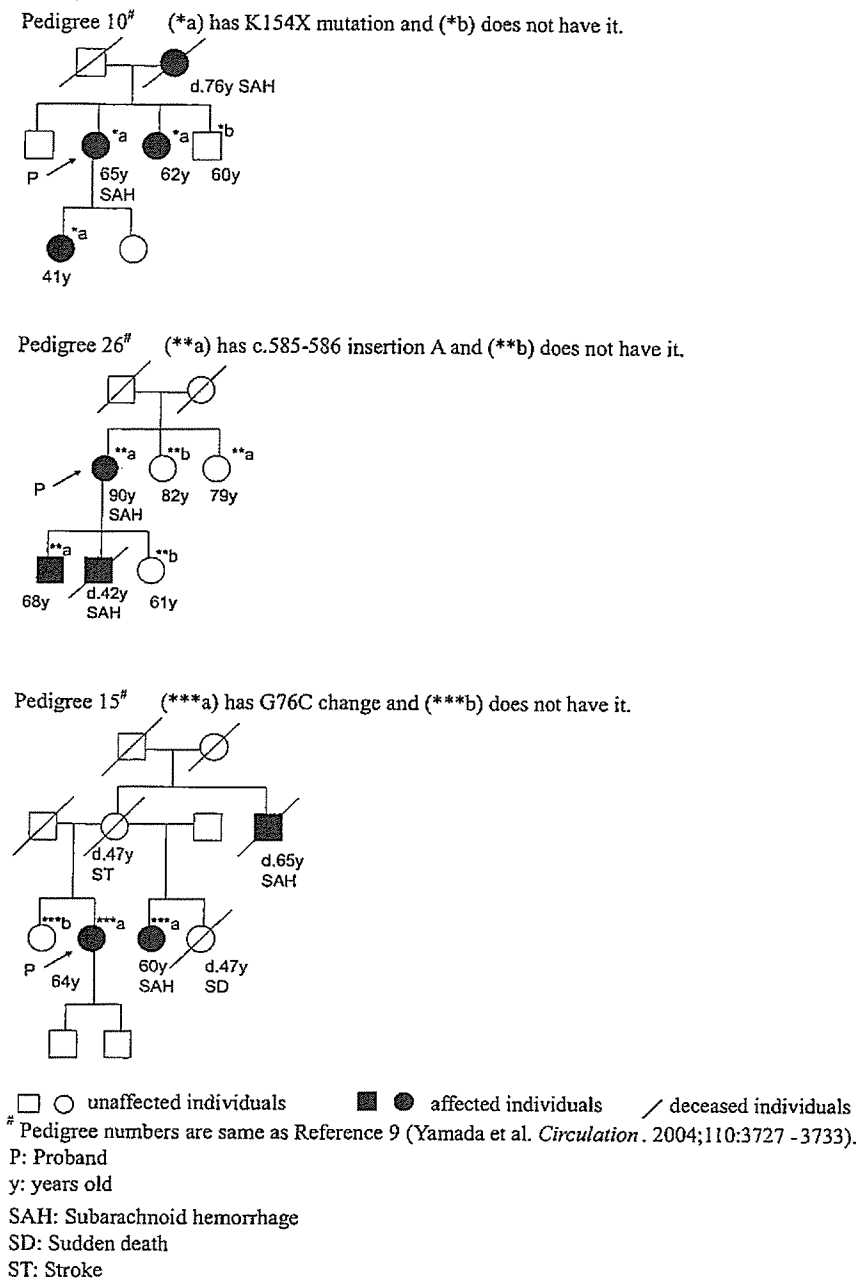 Pedigree 10# (*a) has K154X mutation and (*b) does not have it.
d.76y SAH
*a *a *b
P 65y 62y 60y
SAH
*a
41y
Pedigree 26# (**a) has c.585-586 insertion A and (**b) does not have it.
**a **b **a
P 90y 82y 79y
SAH
**a **b
68y d.42y 61y
SAH
Pedigree 15# (***a) has G76C change and (***b) does not have it.
d.47y d.65y
ST SAH
***b ***a ***a
P 64y 60y d.47y
SAH SD
unaffected individuals affected individuals deceased individuals
# Pedigree numbers are same as Reference 9 (Yamada et al. Circulation. 2004;110:3727 -3733).
P: Proband
y: years old
SAH: Subarachnoid hemorrhage
SD: Sudden death
ST: Stroke